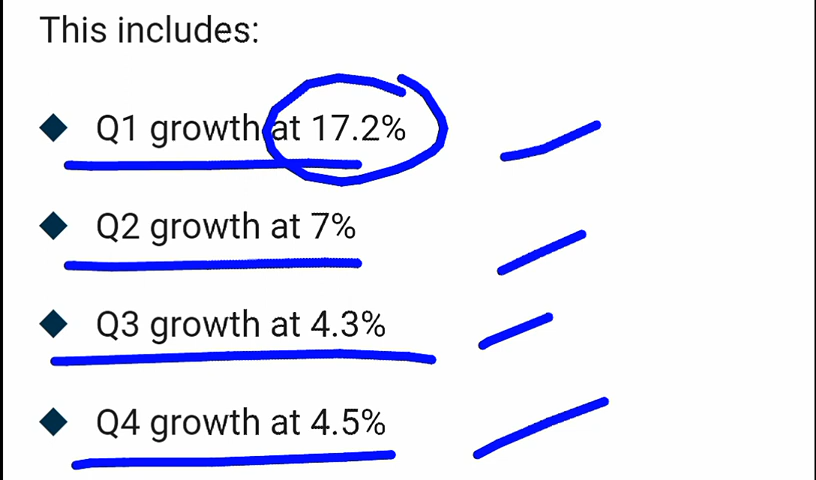 This includes:
Q1 growth at 17.2%
Q2 growth at 7%
Q3 growth at 4.3%
Q4 growth at 4.5%